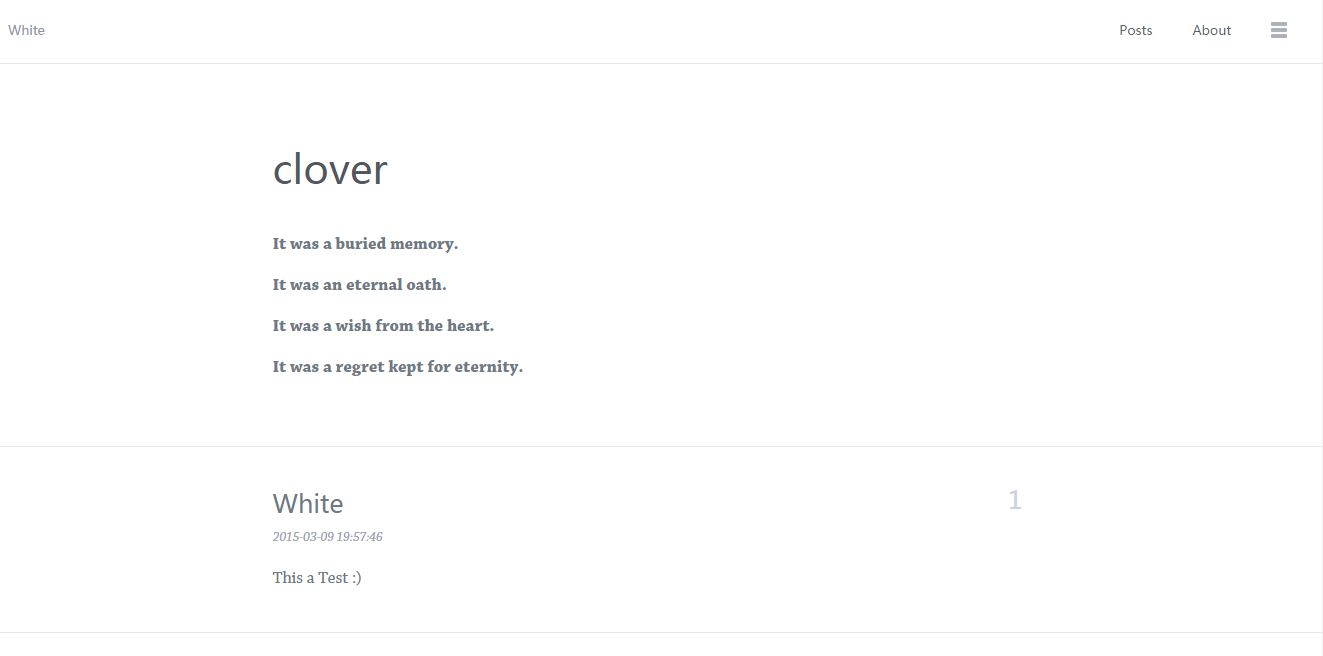 White
Posts
About
clover
It was a buried memory.
It was an eternal oath.
It was a wish from the heart.
It was a regret kept for eternity.
White
1
2015-03-09 19:57:46
This a Test :)